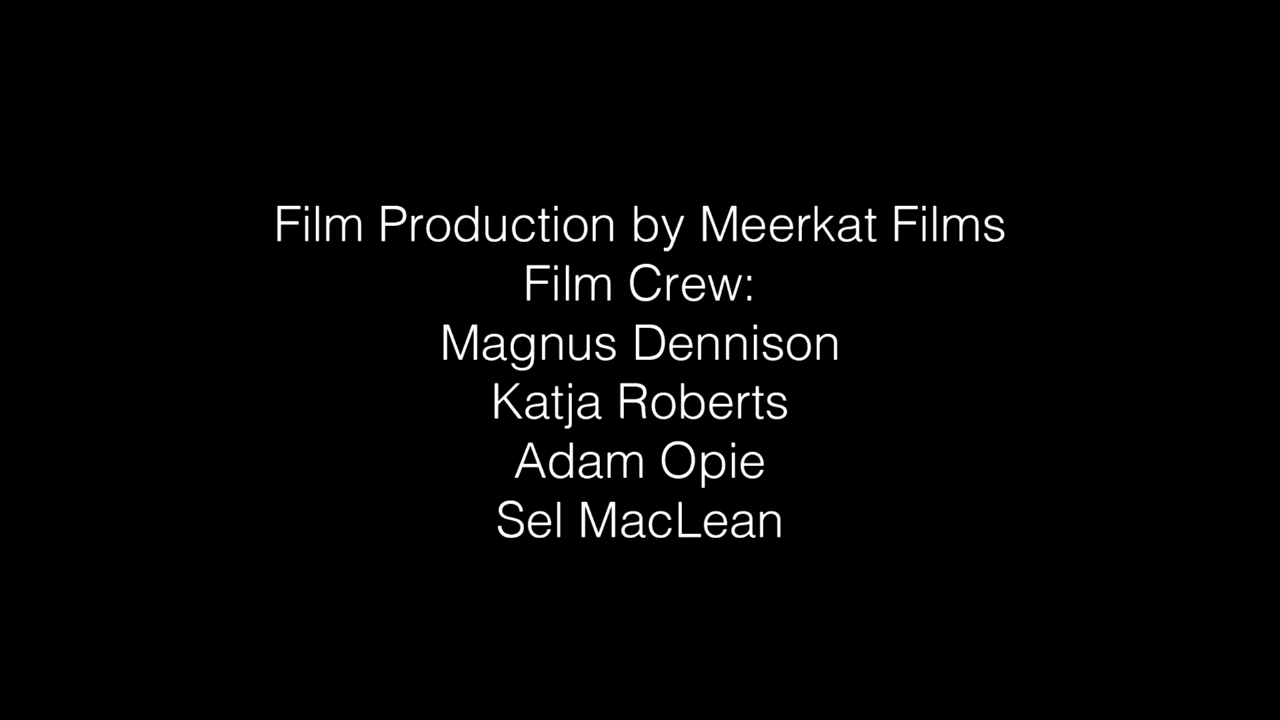 Film Production by Meerkat Films
Film Crew:
Magnus Dennison
Katja Roberts
Adam Opie
Sel MacLean